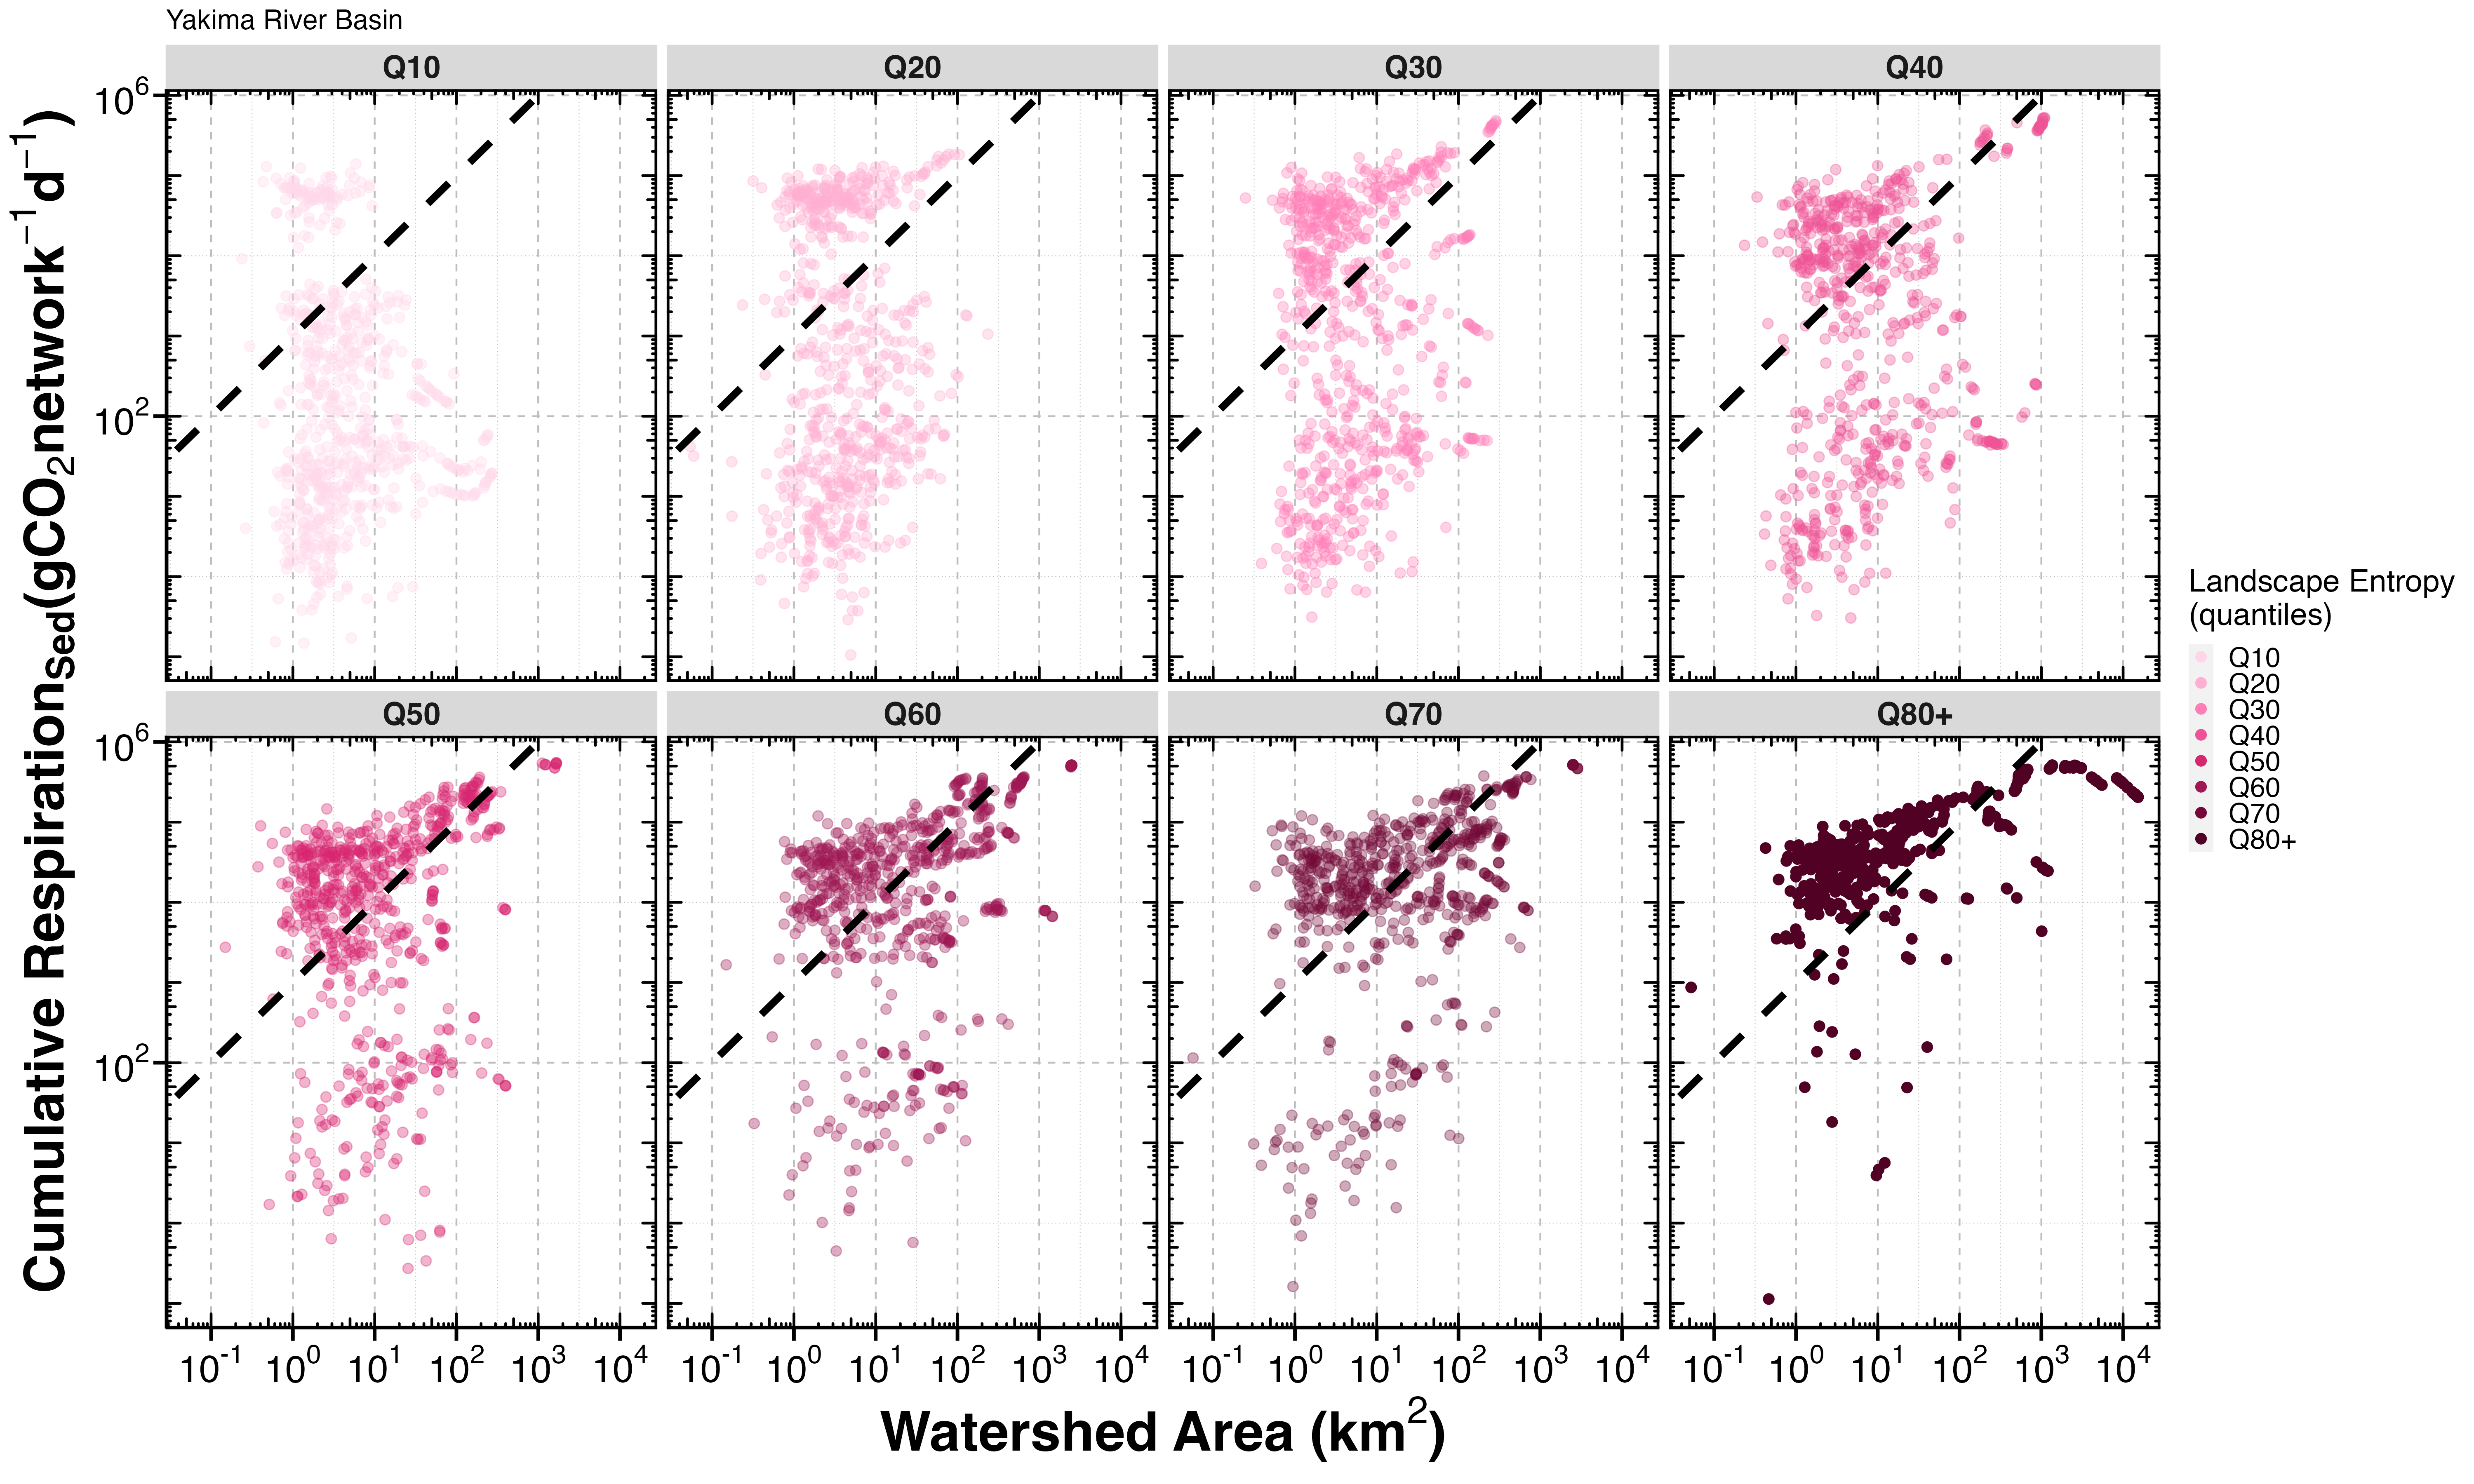 Yakima River Basin
Q10 Q20 Q30 Q40
10^6
10^2
Q50 Q60 Q70 Q80+
10^6
10^2
10^-1 10^0 10^1 10^2 10^3 10^4 10^-1 10^0 10^1 10^2 10^3 10^4 10^-1 10^0 10^1 10^2 10^3 10^4 10^-1 10^0 10^1 10^2 10^3 10^4
Watershed Area (km^2)
Cumulative Respiration_sed(gCO_2network^−1d^−1)
Landscape Entropy
(quantiles)
Q10
Q20
Q30
Q40
Q50
Q60
Q70
Q80+